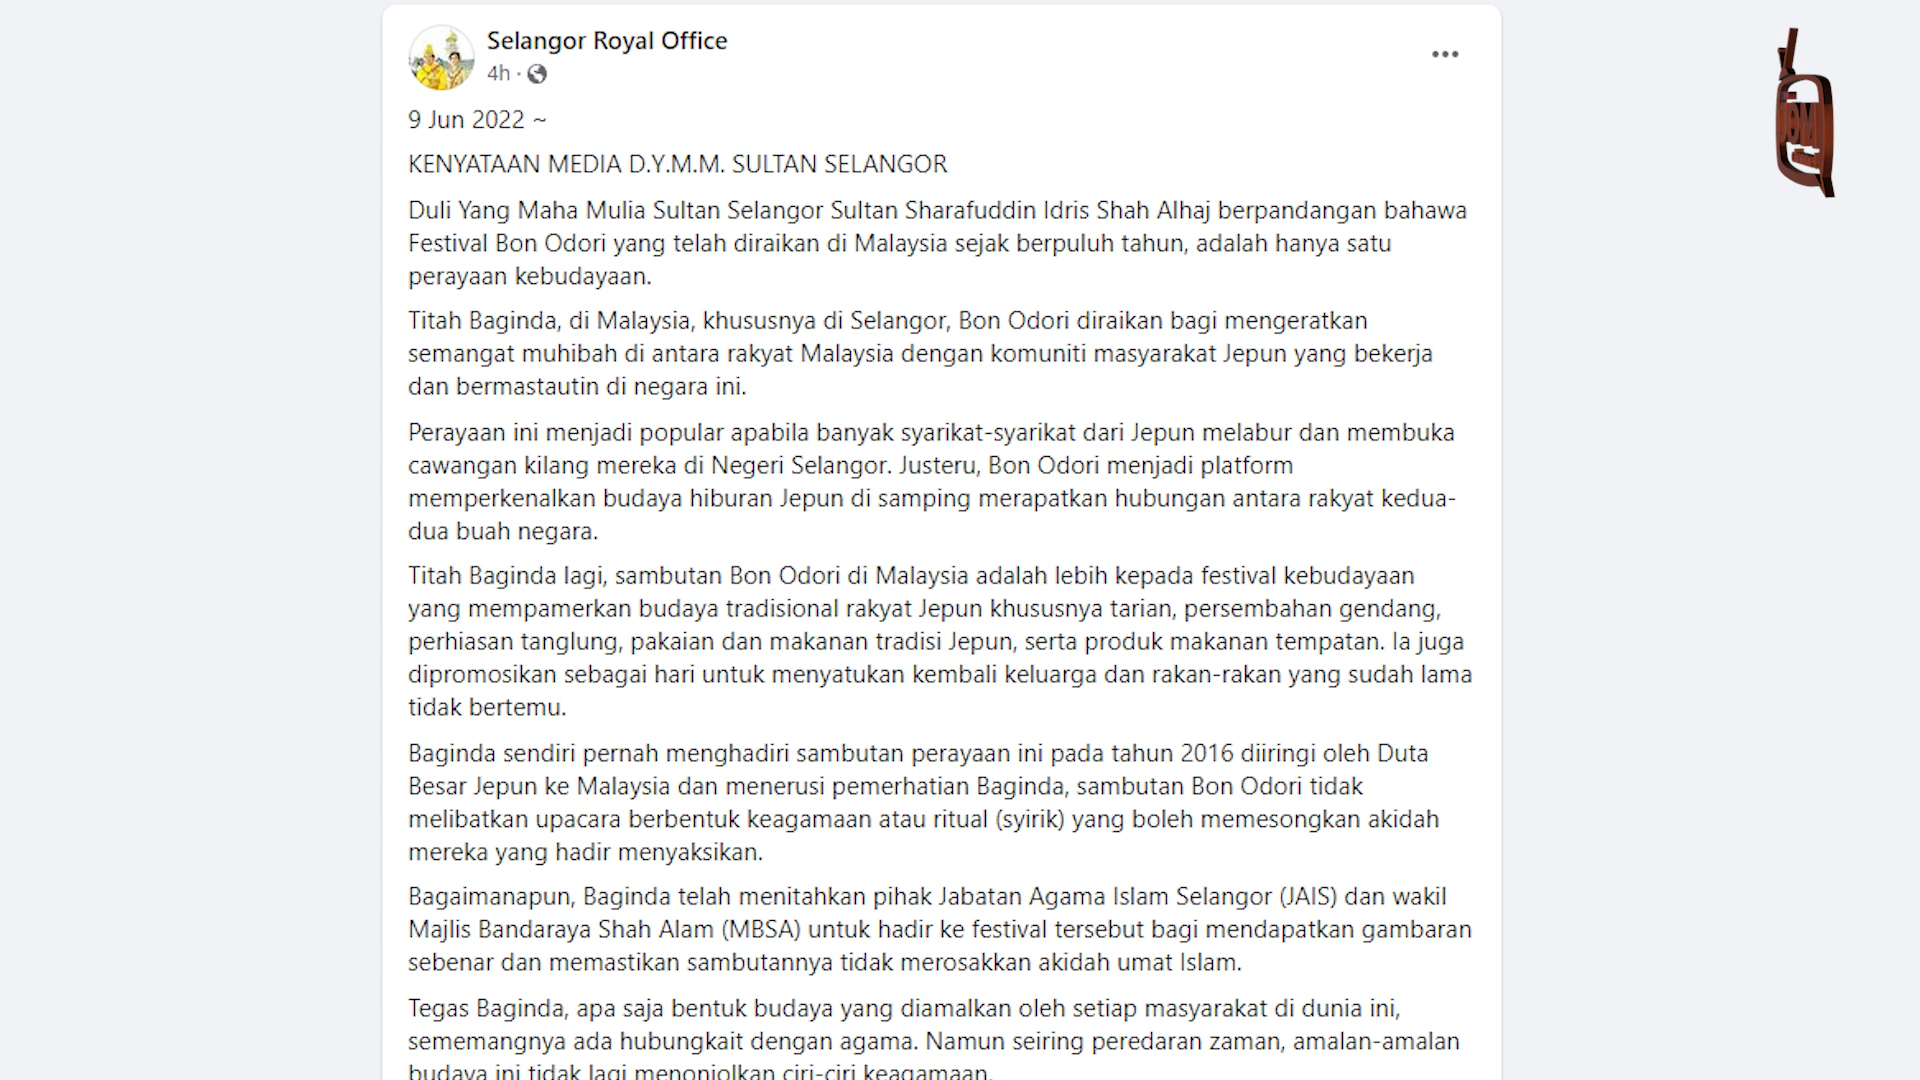 Selangor Royal Office
4h ·
9 Jun 2022 ~
KENYATAAN MEDIA D.Y.M.M. SULTAN SELANGOR
Duli Yang Maha Mulia Sultan Selangor Sultan Sharafuddin Idris Shah Alhaj berpandangan bahawa
Festival Bon Odori yang telah diraikan di Malaysia sejak berpuluh tahun, adalah hanya satu
perayaan kebudayaan.
Titah Baginda, di Malaysia, khususnya di Selangor, Bon Odori diraikan bagi mengeratkan
semangat muhibah di antara rakyat Malaysia dengan komuniti masyarakat Jepun yang bekerja
dan bermastautin di negara ini.
Perayaan ini menjadi popular apabila banyak syarikat-syarikat dari Jepun melabur dan membuka
cawangan kilang mereka di Negeri Selangor. Justeru, Bon Odori menjadi platform
memperkenalkan budaya hiburan Jepun di samping merapatkan hubungan antara rakyat kedua-
dua buah negara.
Titah Baginda lagi, sambutan Bon Odori di Malaysia adalah lebih kepada festival kebudayaan
yang mempamerkan budaya tradisional rakyat Jepun khususnya tarian, persembahan gendang,
perhiasan tanglung, pakaian dan makanan tradisi Jepun, serta produk makanan tempatan. Ia juga
dipromosikan sebagai hari untuk menyatukan kembali keluarga dan rakan-rakan yang sudah lama
tidak bertemu.
Baginda sendiri pernah menghadiri sambutan perayaan ini pada tahun 2016 diiringi oleh Duta
Besar Jepun ke Malaysia dan menerusi pemerhatian Baginda, sambutan Bon Odori tidak
melibatkan upacara berbentuk keagamaan atau ritual (syirik) yang boleh memesongkan akidah
mereka yang hadir menyaksikan.
Bagaimanapun, Baginda telah menitahkan pihak Jabatan Agama Islam Selangor (JAIS) dan wakil
Majlis Bandaraya Shah Alam (MBSA) untuk hadir ke festival tersebut bagi mendapatkan gambaran
sebenar dan memastikan sambutannya tidak merosakkan akidah umat Islam.
Tegas Baginda, apa saja bentuk budaya yang diamalkan oleh setiap masyarakat di dunia ini,
sememangnya ada hubungkait dengan agama. Namun seiring peredaran zaman, amalan-amalan
budaya ini tidak lagi menonjolkan ciri-ciri keagamaan.